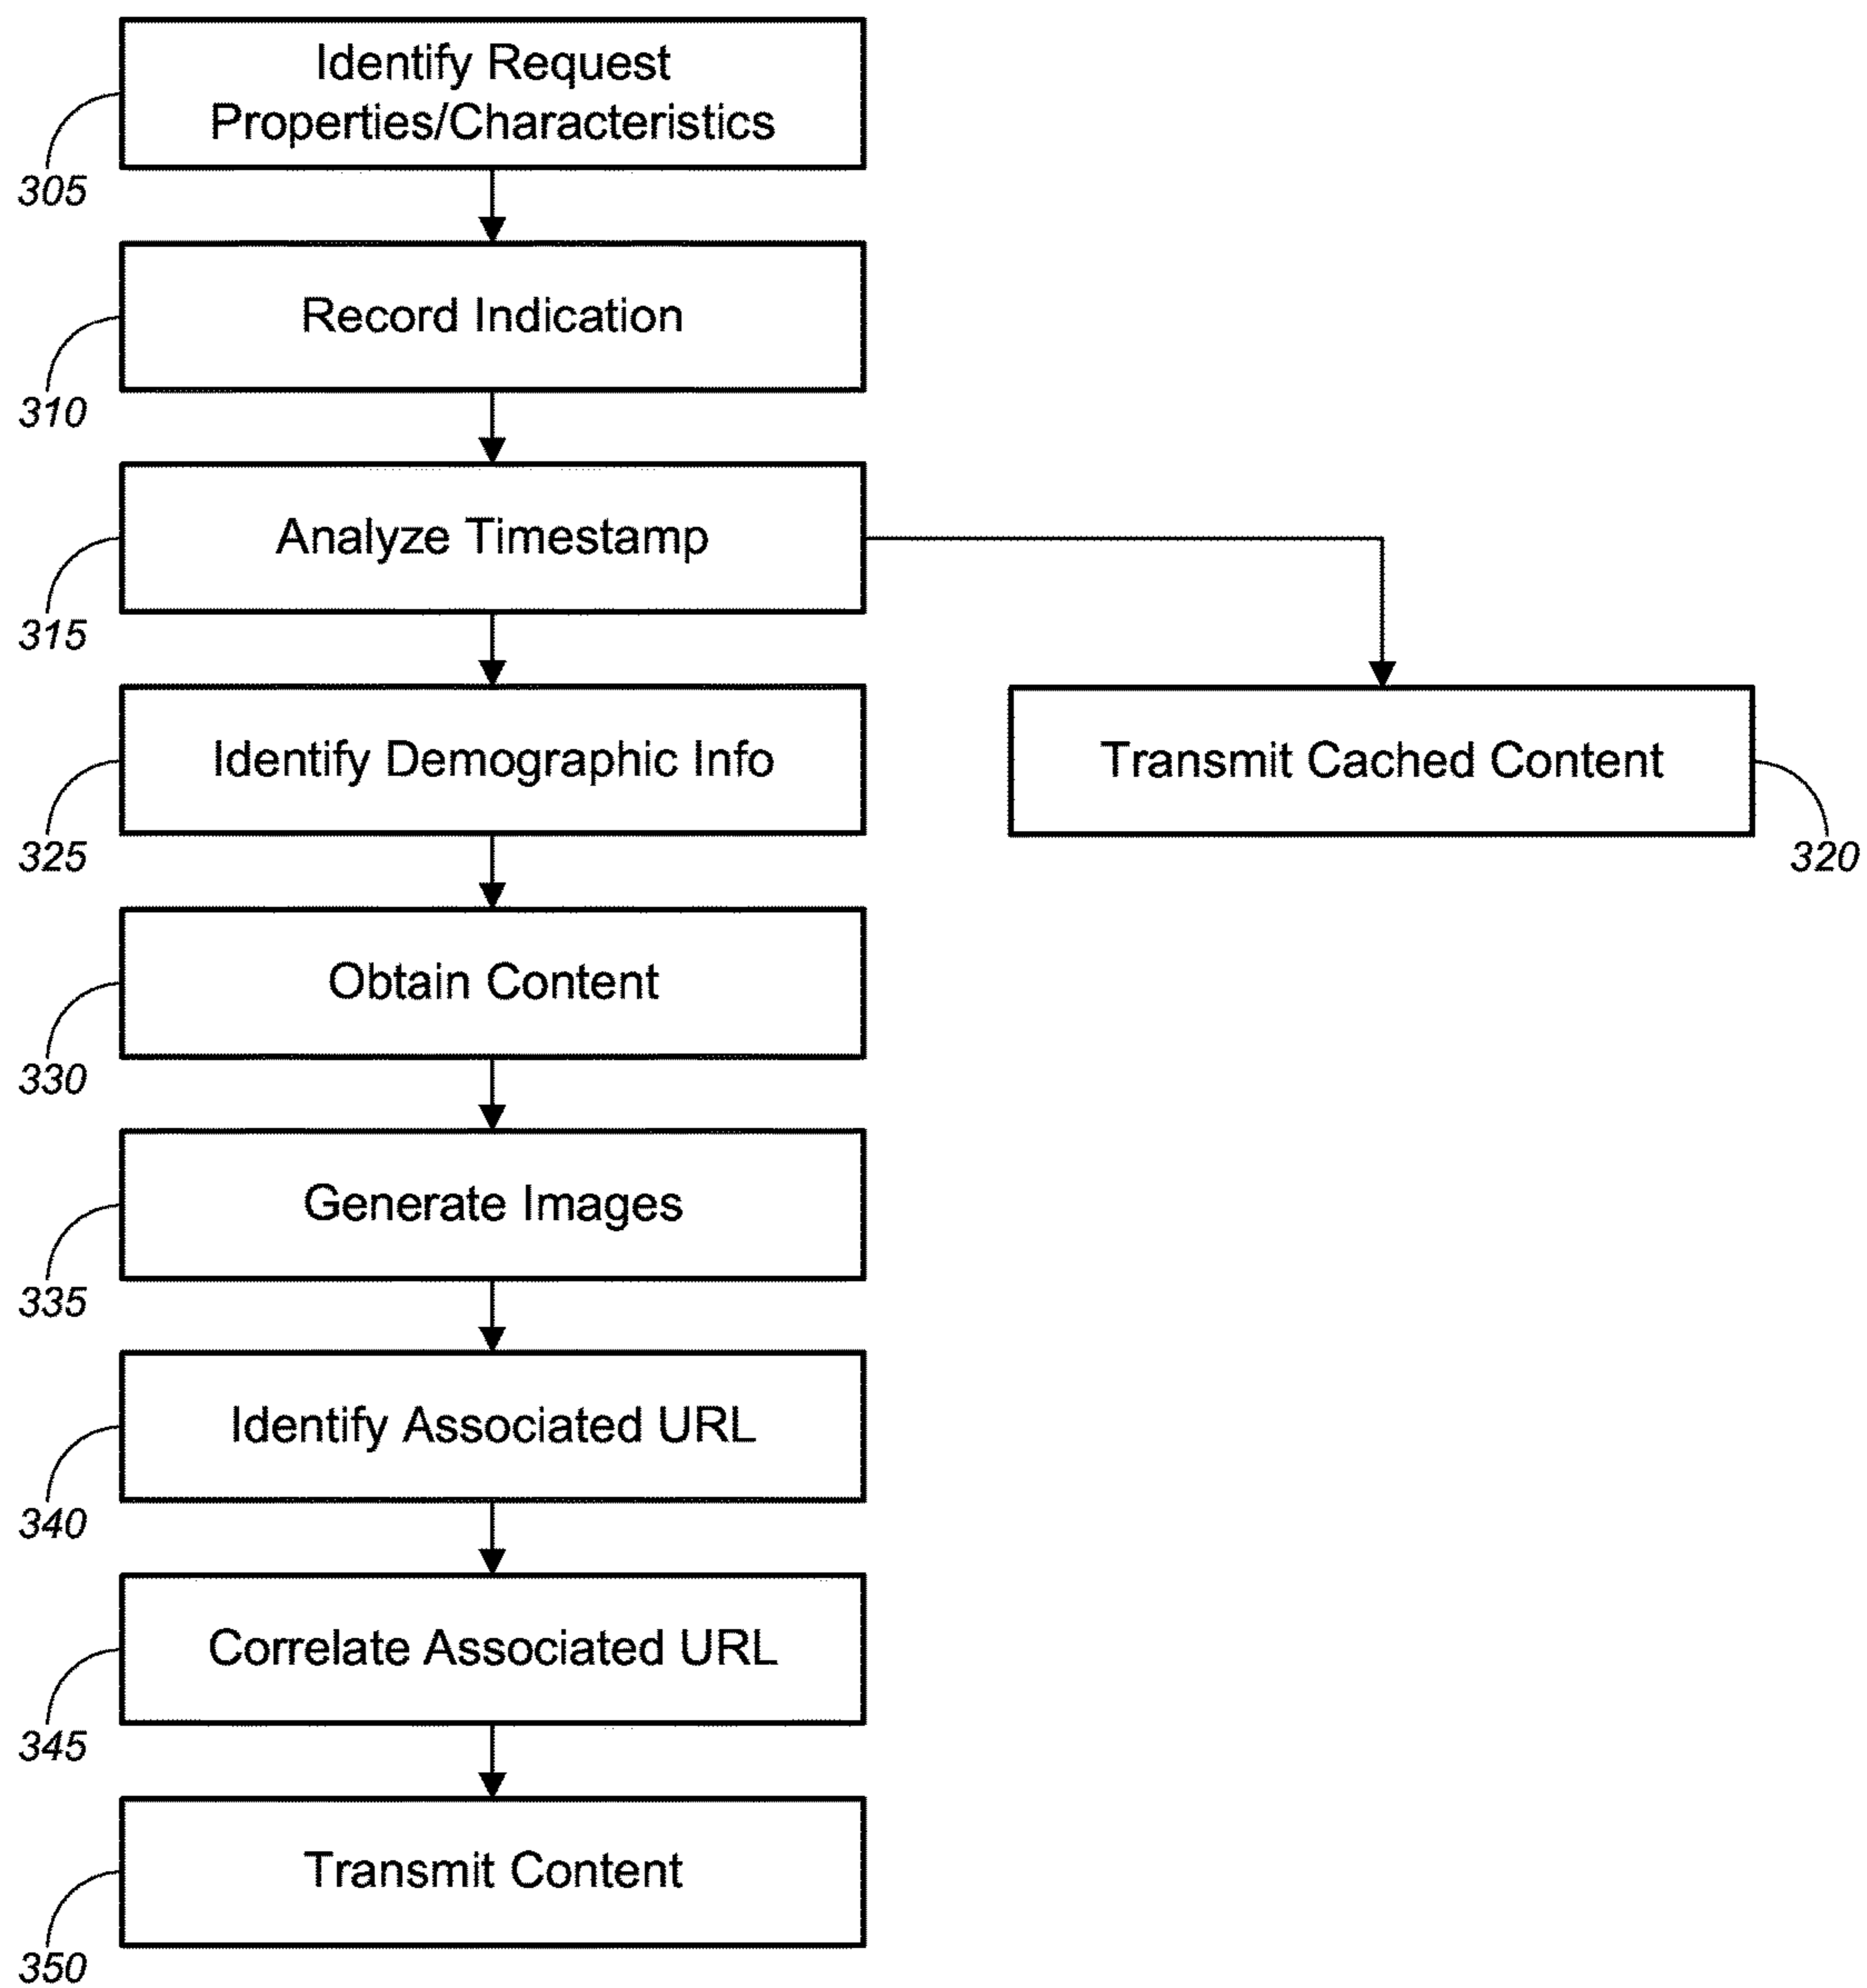 Identify Request
Properties/Characteristics
305
Record Indication
310
Analyze Timestamp
315
Identify Demographic Info
325
Transmit Cached Content
320
Obtain Content
330
Generate Images
335
Identify Associated URL
340
Correlate Associated URL
345
Transmit Content
350